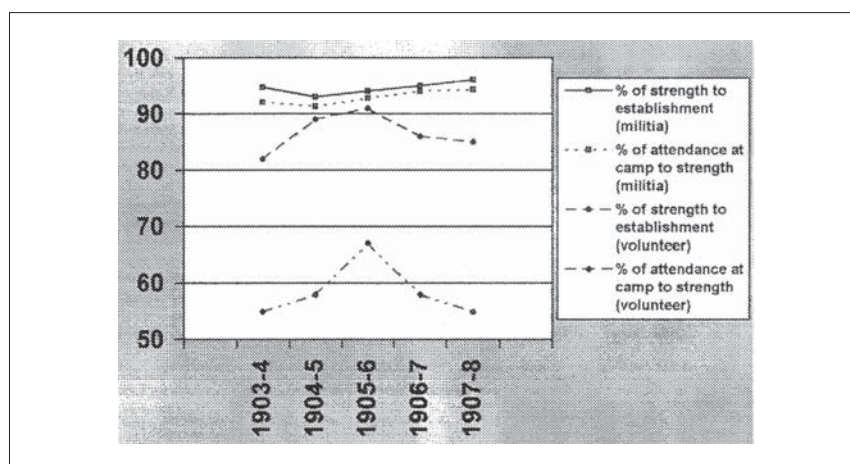 100
90
80
70
60
50
1903-4
1904-5
1905-6
1906-7
1907-8
% of strength to
establishment
(militia)
% of attendance at
camp to strength
(militia)
% of strength to
establishment
(volunteer)
% of attendance at
camp to strength
(volunteer)